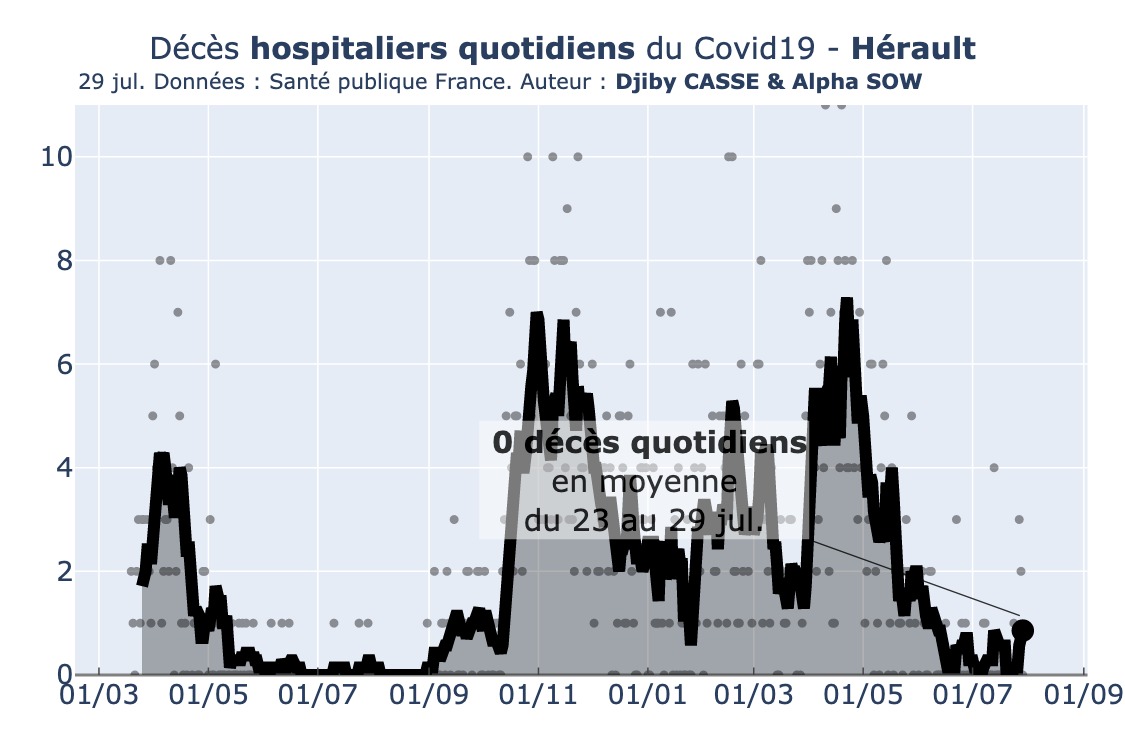 Décès hospitaliers quotidiens du Covid19 - Hérault
29 jul. Données : Santé publique France. Auteur : Djiby CASSE & Alpha SOW
10
8
6
4
2
0
0 décès quotidiens
en moyenne
du 23 au 29 jul.
01/03 01/05 01/07 01/09 01/11 01/01 01/03 01/05 01/07 01/09